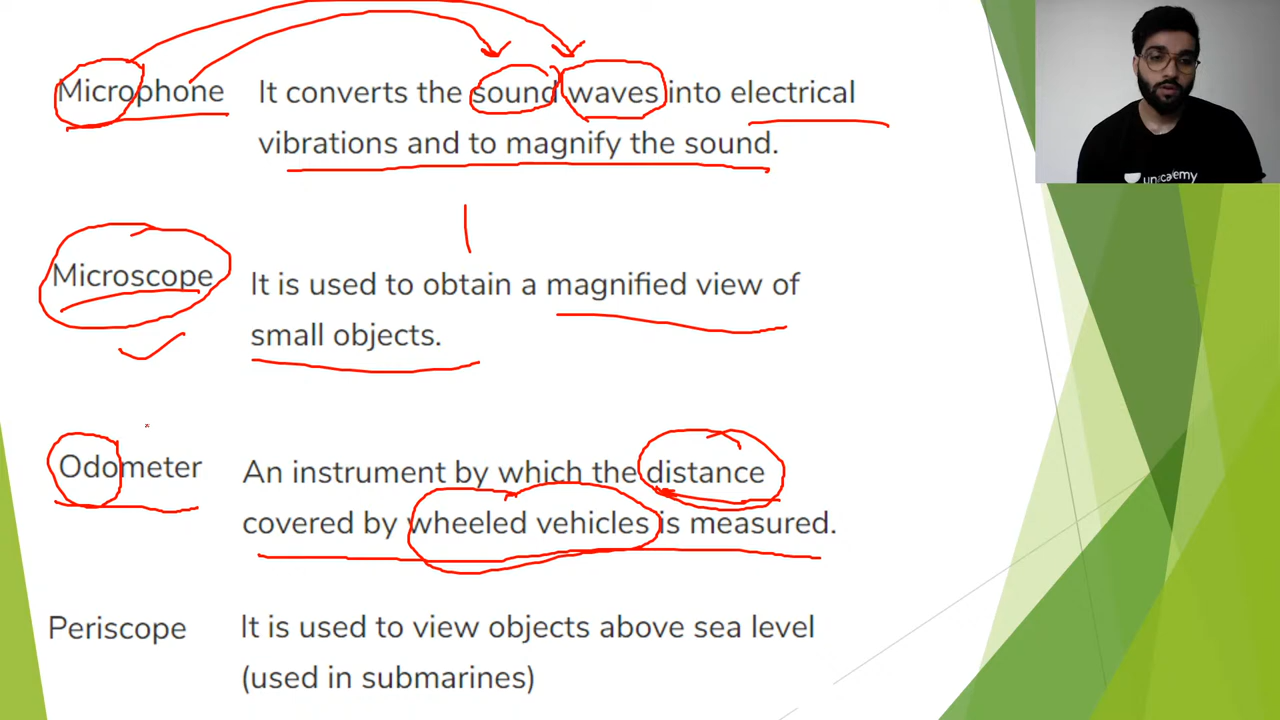 Microphone It converts the sound waves into electrical
vibrations and to magnify the sound.
Microscope It is used to obtain a magnified view of
small objects.
Odometer An instrument by which the distance
covered by wheeled vehicles is measured.
Periscope It is used to view objects above sea level
(used in submarines)
unacademy